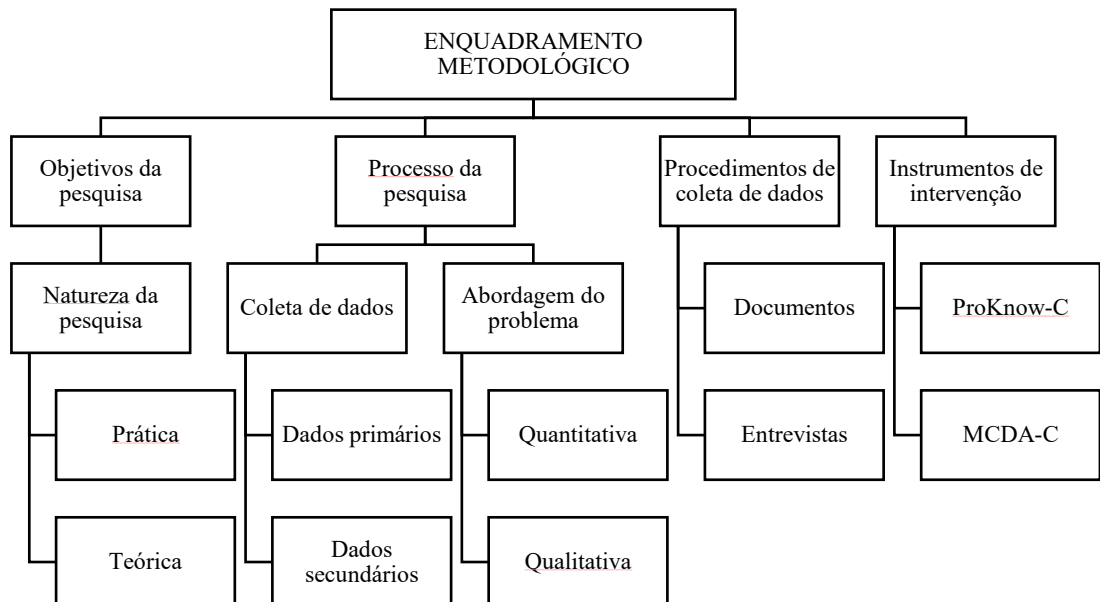 ENQUADRAMENTO
METODOLÓGICO
Objetivos da
pesquisa
Processo da
pesquisa
Procedimentos de
coleta de dados
Instrumentos de
intervenção
Natureza da
pesquisa
Coleta de dados
Abordagem do
problema
Documentos
ProKnow-C
Prática
Dados primários
Quantitativa
Entrevistas
MCDA-C
Teórica
Dados
secundários
Qualitativa